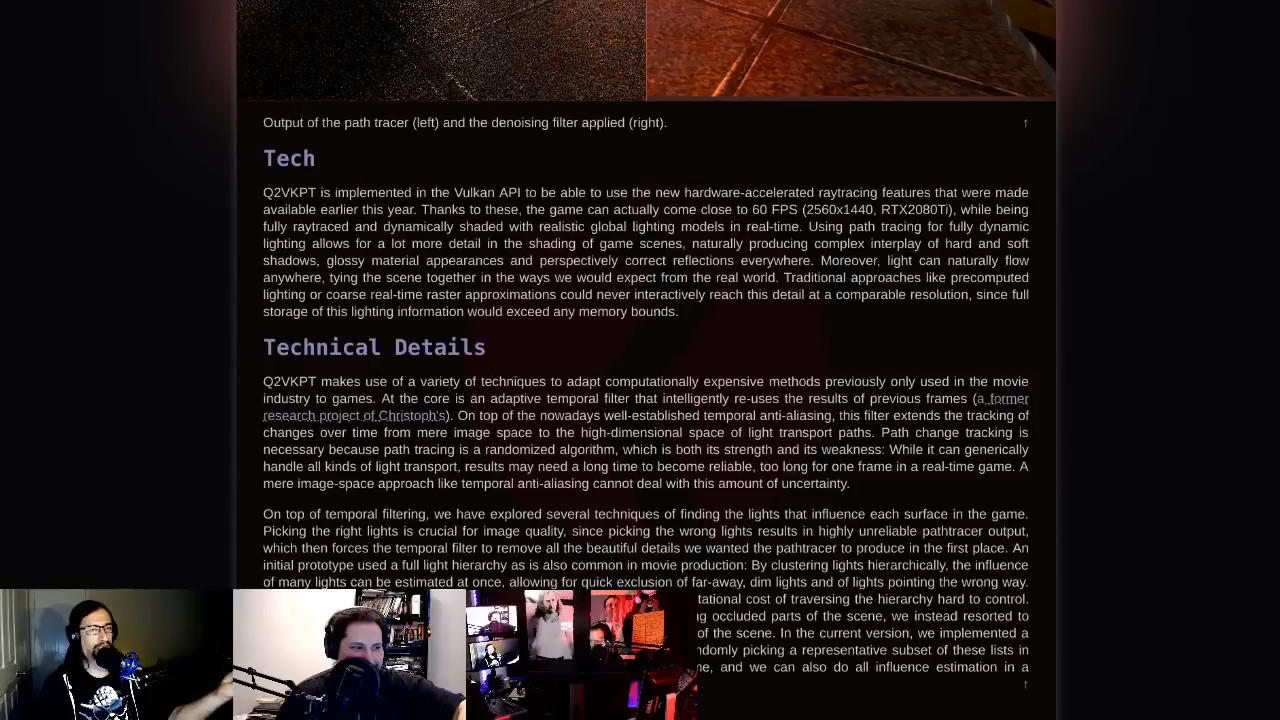 Output of the path tracer (left) and the denoising filter applied (right).
↑
Tech
Q2VKPT is implemented in the Vulkan API to be able to use the new hardware-accelerated raytracing features that were made
available earlier this year. Thanks to these, the game can actually come close to 60 FPS (2560x1440, RTX2080Ti), while being
fully raytraced and dynamically shaded with realistic global lighting models in real-time. Using path tracing for fully dynamic
lighting allows for a lot more detail in the shading of game scenes, naturally producing complex interplay of hard and soft
shadows, glossy material appearances and perspectively correct reflections everywhere. Moreover, light can naturally flow
anywhere, tying the scene together in the ways we would expect from the real world. Traditional approaches like precomputed
lighting or coarse real-time raster approximations could never interactively reach this detail at a comparable resolution, since full
storage of this lighting information would exceed any memory bounds.
Technical Details
Q2VKPT makes use of a variety of techniques to adapt computationally expensive methods previously only used in the movie
industry to games. At the core is an adaptive temporal filter that intelligently re-uses the results of previous frames (a former
research project of Christoph's). On top of the nowadays well-established temporal anti-aliasing, this filter extends the tracking of
changes over time from mere image space to the high-dimensional space of light transport paths. Path change tracking is
necessary because path tracing is a randomized algorithm, which is both its strength and its weakness: While it can generically
handle all kinds of light transport, results may need a long time to become reliable, too long for one frame in a real-time game. A
mere image-space approach like temporal anti-aliasing cannot deal with this amount of uncertainty.
On top of temporal filtering, we have explored several techniques of finding the lights that influence each surface in the game.
Picking the right lights is crucial for image quality, since picking the wrong lights results in highly unreliable pathtracer output,
which then forces the temporal filter to remove all the beautiful details we wanted the pathtracer to produce in the first place. An
initial prototype used a full light hierarchy as is also common in movie production: By clustering lights hierarchically, the influence
of many lights can be estimated at once, allowing for quick exclusion of far-away, dim lights and of lights pointing the wrong way.
tational cost of traversing the hierarchy hard to control.
occluded parts of the scene, we instead resorted to
of the scene. In the current version, we implemented a
ndomly picking a representative subset of these lists in
and we can also do all influence estimation in a
↑